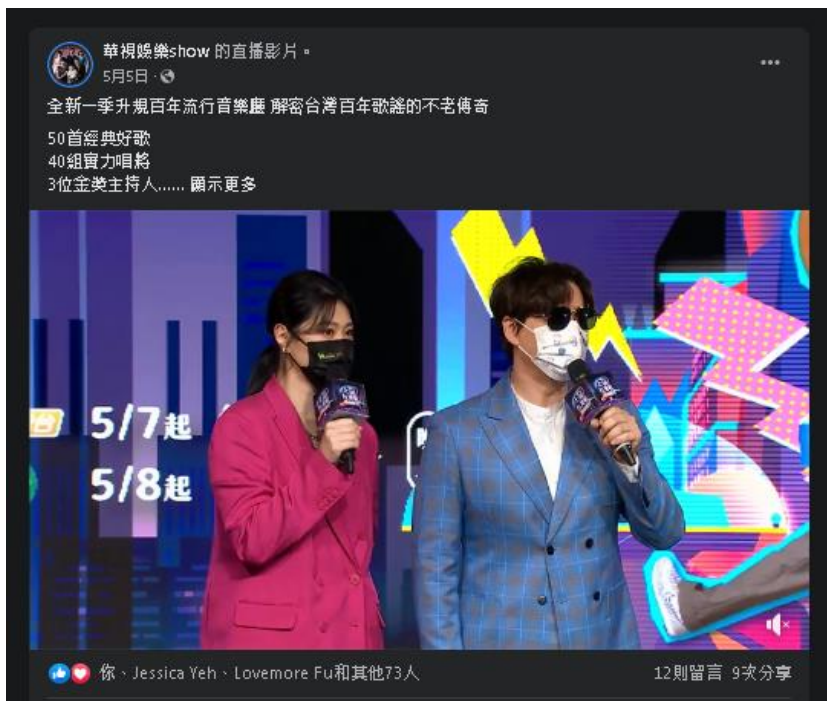 華視娛樂show 的直播影片。
5月5日 ·
全新一季升規百年流行音樂廳 解密台灣百年歌謠的不老傳奇
50首經典好歌
40組實力唱將
3位金獎主持人...... 顯示更多
台 5/7起
5/8起
你、Jessica Yeh、Lovemore Fu和其他73人
12則留言 9次分享